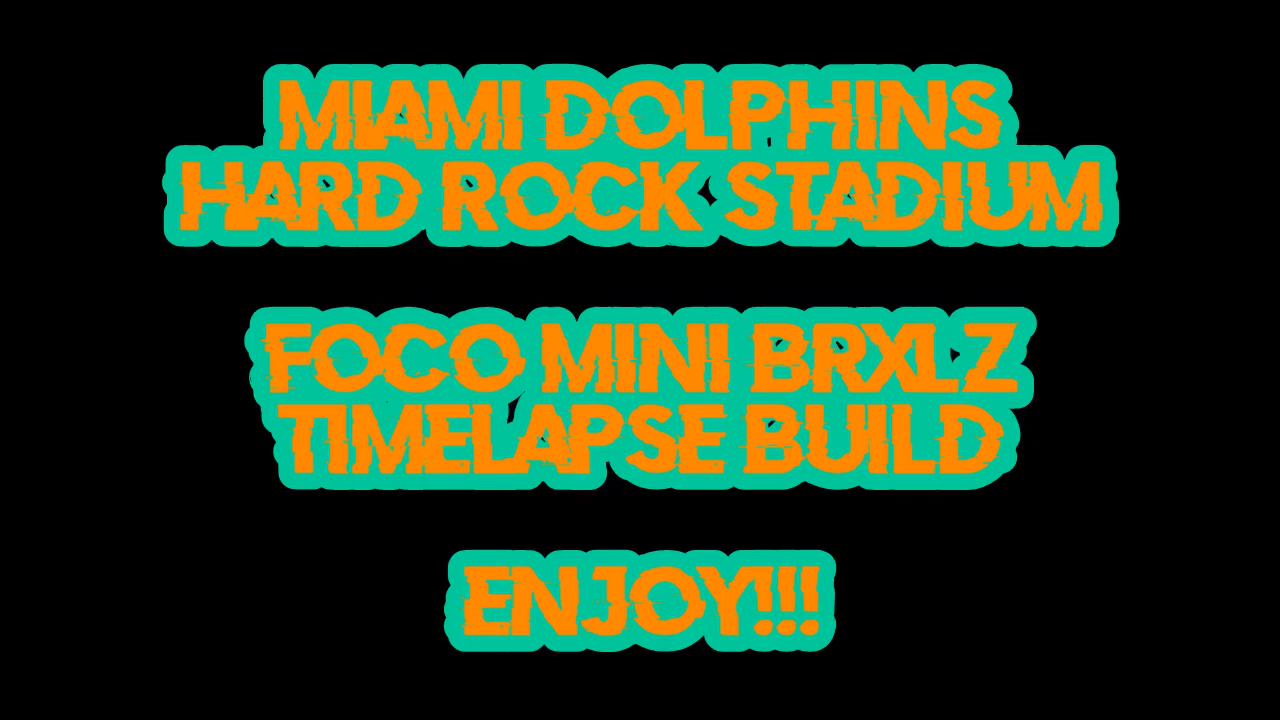 MIAMI DOLPHINS
HARD ROCK STADIUM
FOCO MINI BRXLZ
TIMELAPSE BUILD
ENJOY!!!